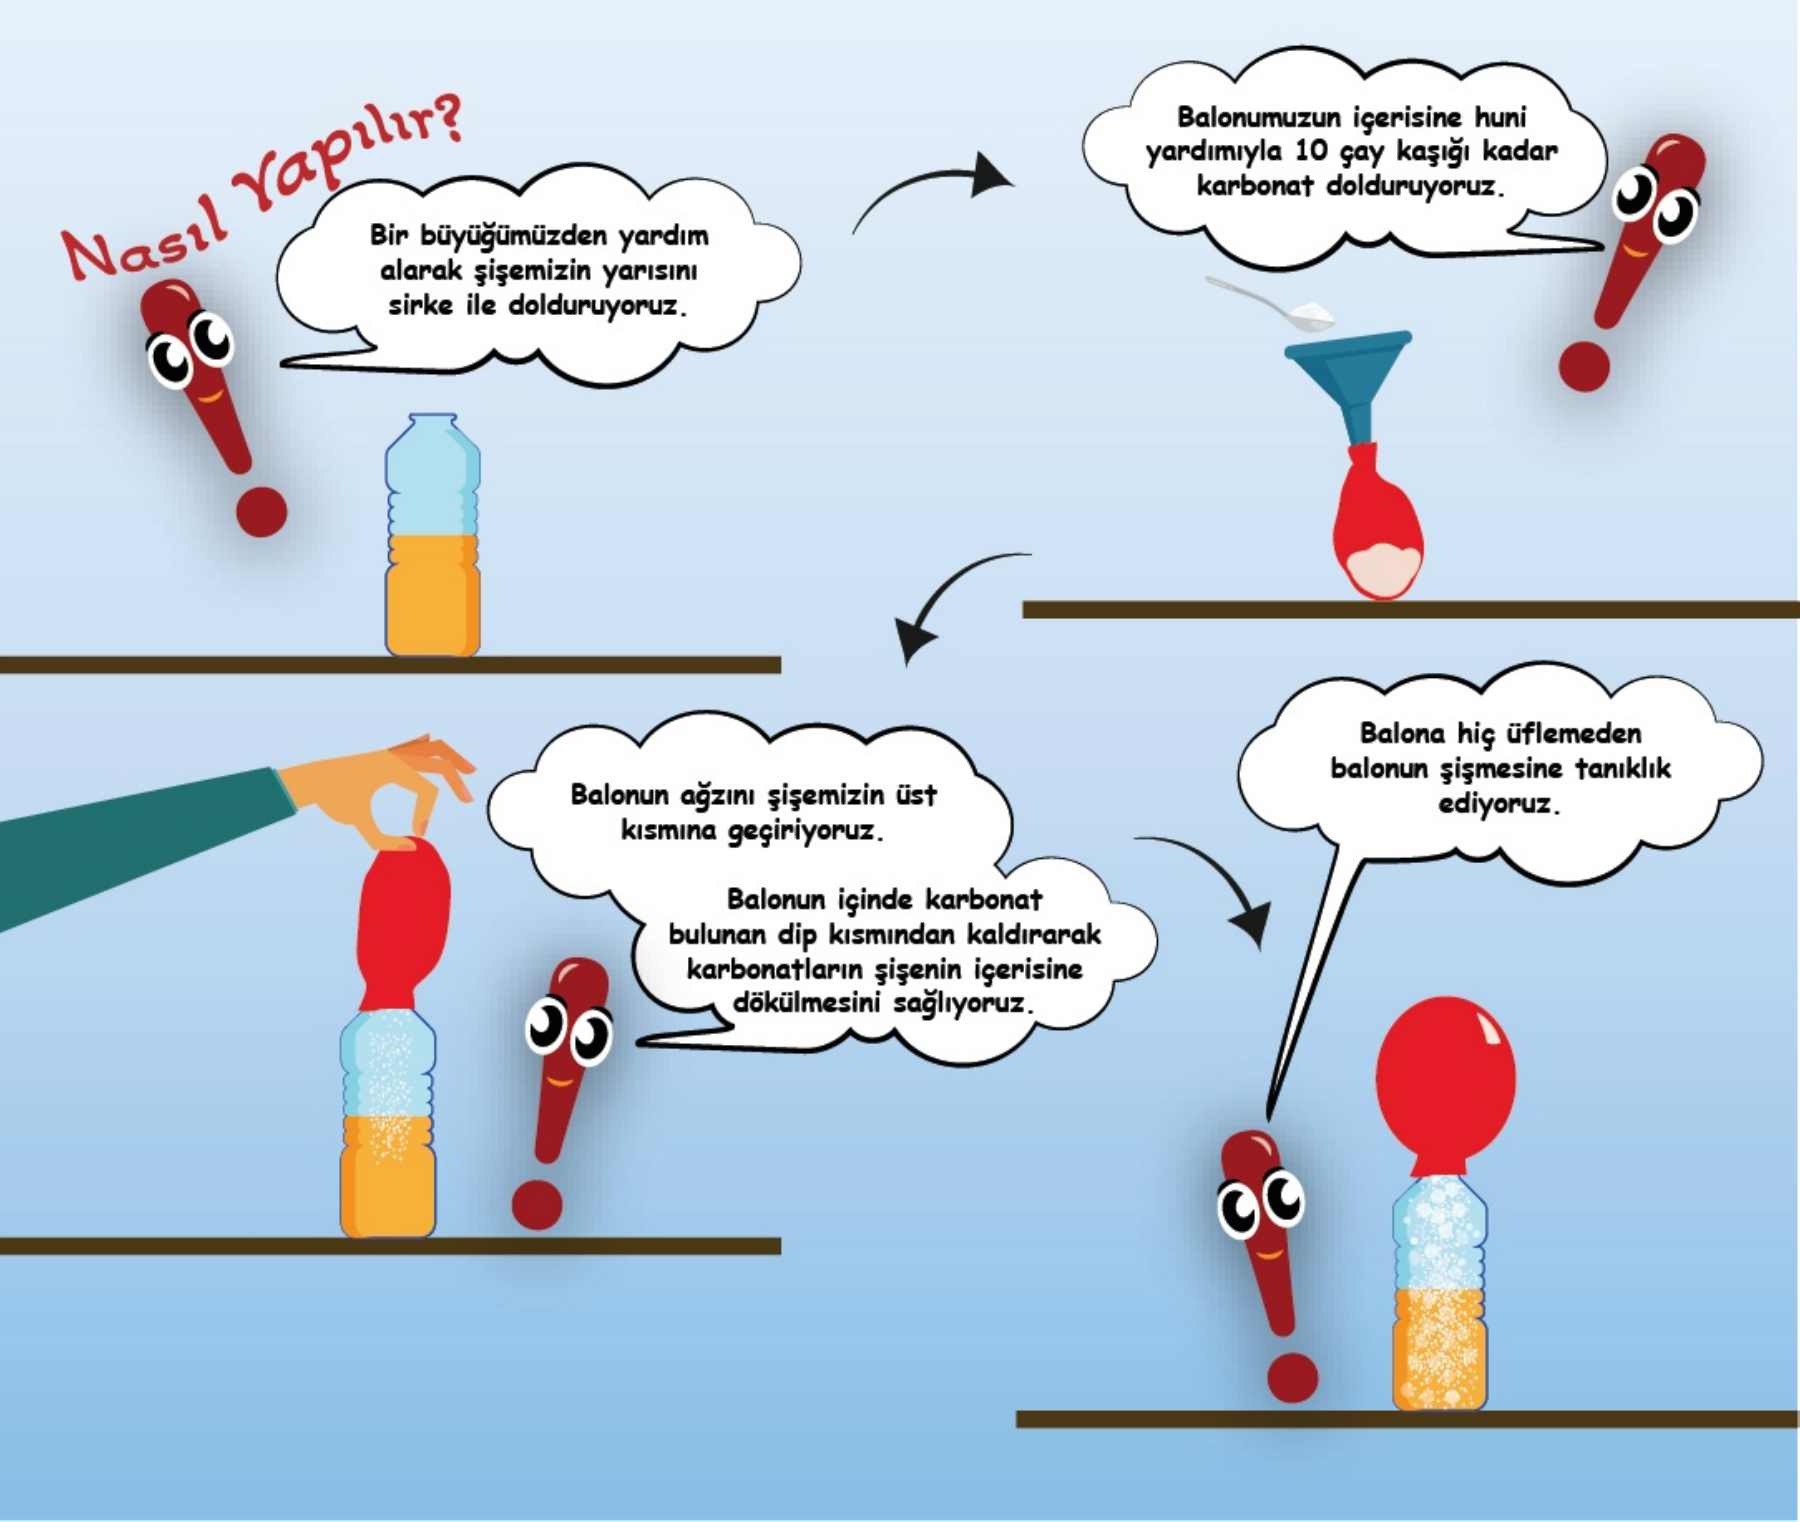 Nasıl Yapılır?
Bir büyüğümüzden yardım
alarak şişemizin yarısını
sirke ile dolduruyoruz.
Balonumuzun içerisine huni
yardımıyla 10 çay kaşığı kadar
karbonat dolduruyoruz.
Balonun ağzını şişemizin üst
kısmına geçiriyoruz.
Balonun içinde karbonat
bulunan dip kısmından kaldırarak
karbonatların şişenin içerisine
dökülmesini sağlıyoruz.
Balona hiç üflemeden
balonun şişmesine tanıklık
ediyoruz.